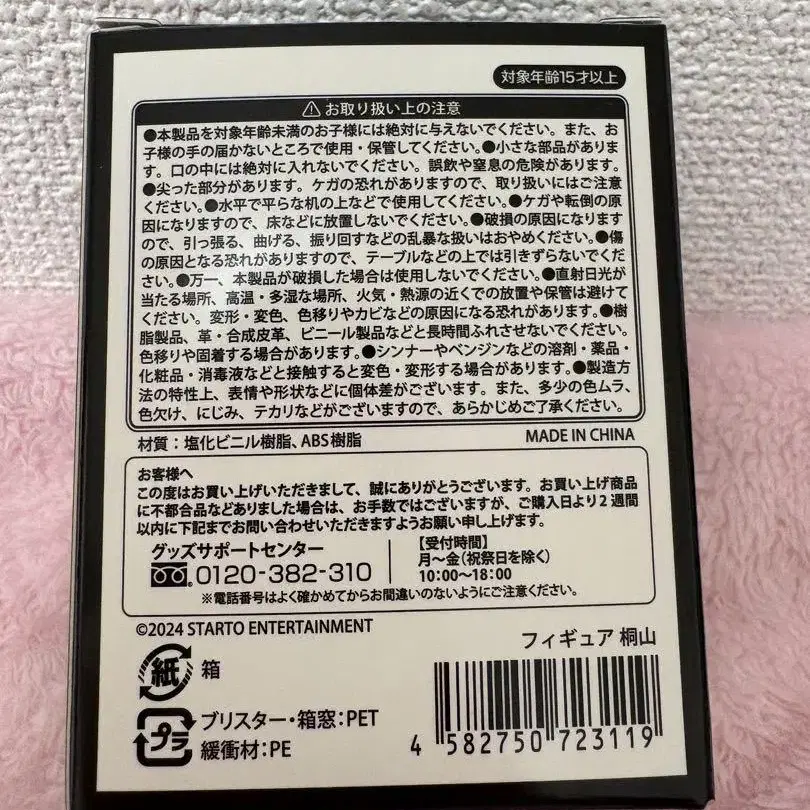 対象年齢15才以上
⚠お取り扱い上の注意
●本製品を対象年齢未満のお子様には絶対に与えないでください。また、お
子様の手の届かないところで使用・保管してください。●小さな部品がありま
す。口の中には絶対に入れないでください。誤飲や窒息の危険があります。
●尖った部分があります。ケガの恐れがありますので、取り扱いにはご注意
ください。●水平で平らな机の上などで使用してください。●ケガや転倒の原
因になりますので、床などに放置しないでください。●破損の原因になります
ので、引っ張る、曲げる、振り回すなどの乱暴な扱いはおやめください。●傷
の原因となる恐れがありますので、テーブルなどの上では引きずらないでくだ
さい。●万一、本製品が破損した場合は使用しないでください。●直射日光が
当たる場所、高温・多湿な場所、火気・熱源の近くでの放置や保管は避けて
ください。変形・変色、色移りやカビなどの原因になる恐れがあります。●樹
脂製品、革・合成皮革、ビニール製品などと長時間ふれさせないでください。
色移りや固着する場合があります。●シンナーやベンジンなどの溶剤・薬品・
化粧品・消毒液などと接触すると変色・変形する場合があります。●製造方
法の特性上、表情や形状などに個体差がございます。また、多少の色ムラ、
色欠け、にじみ、テカリなどがございますので、あらかじめご了承ください。
材質：塩化ビニル樹脂、ABS樹脂
MADE IN CHINA
お客様へ
この度はお買い上げいただきまして、誠にありがとうございます。お買い上げ商品
に不都合品などありました場合は、お手数ではございますが、ご購入日より2週間
以内に下記までお問い合わせいただきますようお願い申し上げます。
グッズサポートセンター
0120-382-310
【受付時間】
月〜金(祝祭日を除く)
10:00〜18:00
※電話番号はよく確かめてからお間違いのないようにご注意ください。
©2024 STARTO ENTERTAINMENT
フィギュア 桐山
紙 箱
プラ ブリスター・箱窓：PET
緩衝材：PE
4 582750 723119